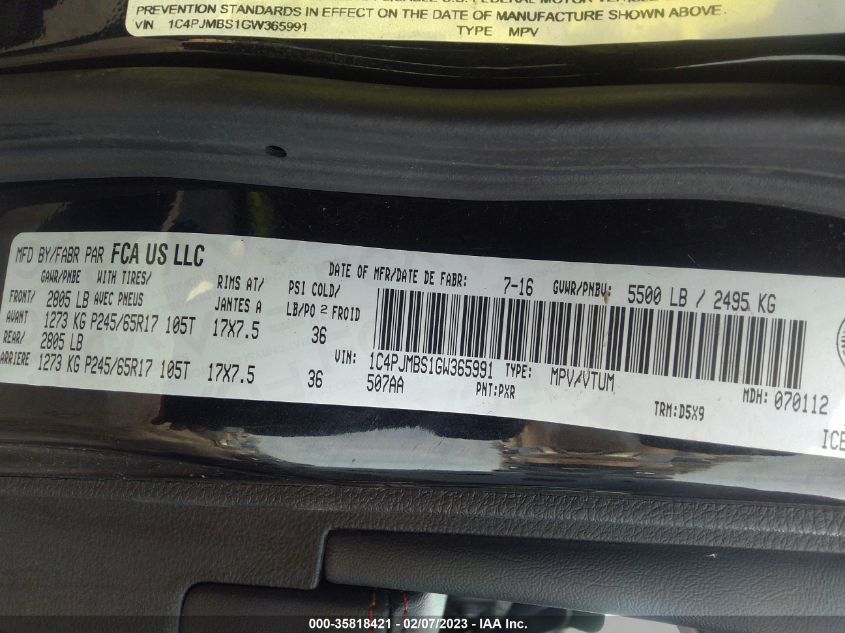 PREVENTION STANDARDS IN EFFECT ON THE DATE OF MANUFACTURE SHOWN ABOVE.
VIN 1C4PJMBS1GW365991 TYPE MPV
MFD BY/FABR PAR FCA US LLC
DATE OF MFR/DATE DE FABR: 7-16 GVWR/PNBV: 5500 LB / 2495 KG
GAWR/PNBE WITH TIRES/ RIMS AT/ PSI COLD/
FRONT/ 2805 LB AVEC PNEUS JANTES A LB/PO 2 FROID
AVANT 1273 KG P245/65R17 105T 17X7.5 36
REAR/ 2805 LB
ARRIERE 1273 KG P245/65R17 105T 17X7.5 36
VIN: 1C4PJMBS1GW365991 TYPE: MPV/VTUM MDH: 070112
507AA PNT:PXR TRM:D5X9
ICE
000-35818421 - 02/07/2023 - IAA Inc.